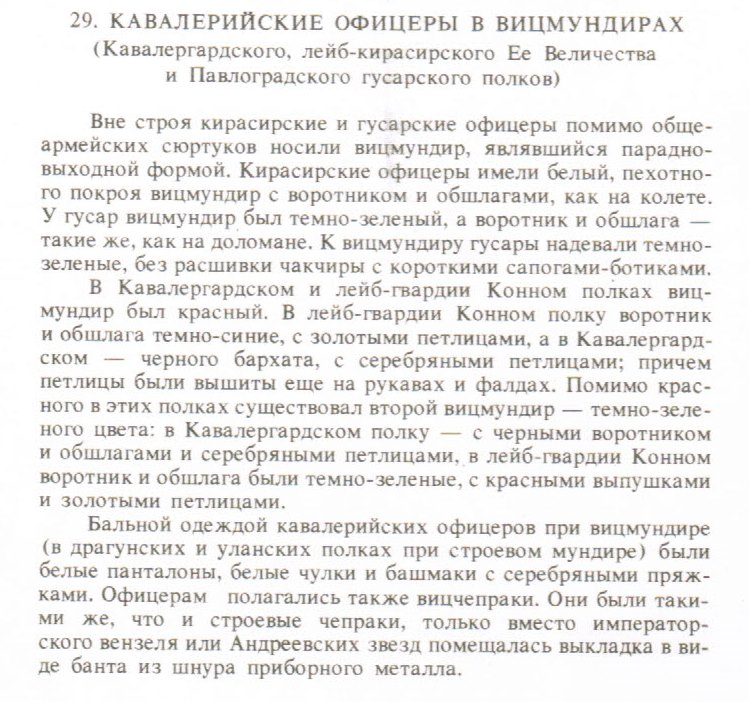 29. КАВАЛЕРИЙСКИЕ ОФИЦЕРЫ В ВИЦМУНДИРАХ
(Кавалергардского, лейб-кирасирского Ее Величества
и Павлоградского гусарского полков)
Вне строя кирасирские и гусарские офицеры помимо обще-
армейских сюртуков носили вицмундир, являвшийся парадно-
выходной формой. Кирасирские офицеры имели белый, пехотно-
го покроя вицмундир с воротником и обшлагами, как на колете.
У гусар вицмундир был темно-зеленый, а воротник и обшлага —
такие же, как на доломане. К вицмундиру гусары надевали темно-
зеленые, без расшивки чакчиры с короткими сапогами-ботиками.
В Кавалергардском и лейб-гвардии Конном полках виц-
мундир был красный. В лейб-гвардии Конном полку воротник
и обшлага темно-синие, с золотыми петлицами, а в Кавалергард-
ском — черного бархата, с серебряными петлицами; причем
петлицы были вышиты еще на рукавах и фалдах. Помимо крас-
ного в этих полках существовал второй вицмундир — темно-зеле-
ного цвета: в Кавалергардском полку — с черными воротником
и обшлагами и серебряными петлицами, в лейб-гвардии Конном
воротник и обшлага были темно-зеленые, с красными выпушками
и золотыми петлицами.
Бальной одеждой кавалерийских офицеров при вицмундире
(в драгунских и уланских полках при строевом мундире) были
белые панталоны, белые чулки и башмаки с серебряными пряж-
ками. Офицерам полагались также вицчепраки. Они были таки-
ми же, что и строевые чепраки, только вместо император-
ского вензеля или Андреевских звезд помещалась выкладка в ви-
де банта из шнура приборного металла.